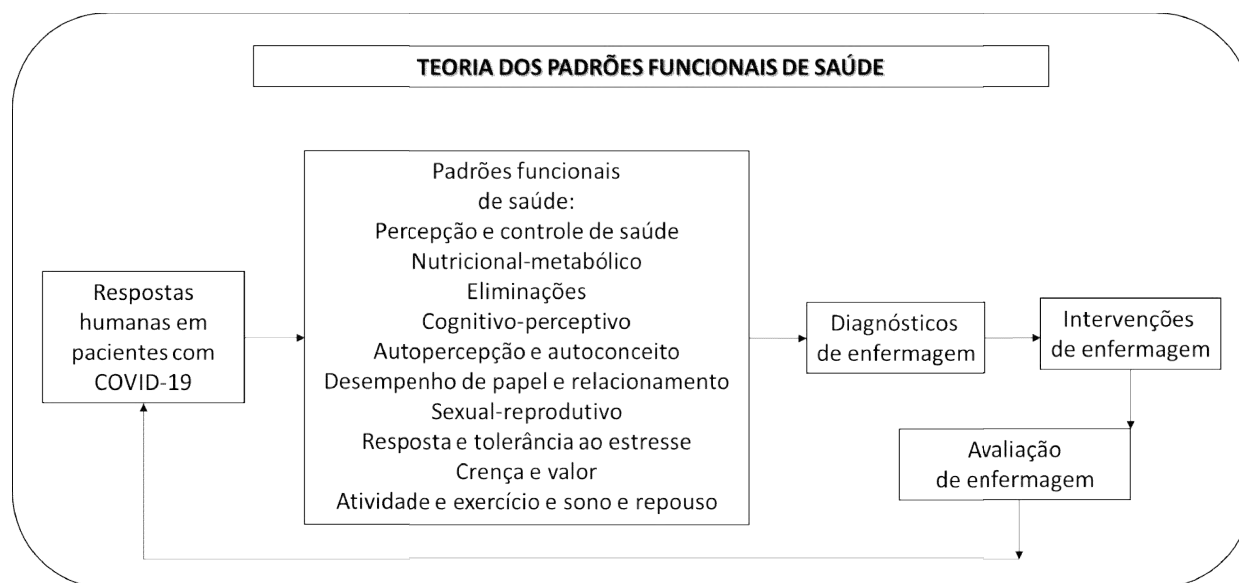 TEORIA DOS PADRÕES FUNCIONAIS DE SAÚDE
Respostas
humanas em
pacientes com
COVID-19
Padrões funcionais
de saúde:
Percepção e controle de saúde
Nutricional-metabólico
Eliminações
Cognitivo-perceptivo
Autopercepção e autoconceito
Desempenho de papel e relacionamento
Sexual-reprodutivo
Resposta e tolerância ao estresse
Crença e valor
Atividade e exercício e sono e repouso
Diagnósticos
de enfermagem
Intervenções
de enfermagem
Avaliação
de enfermagem